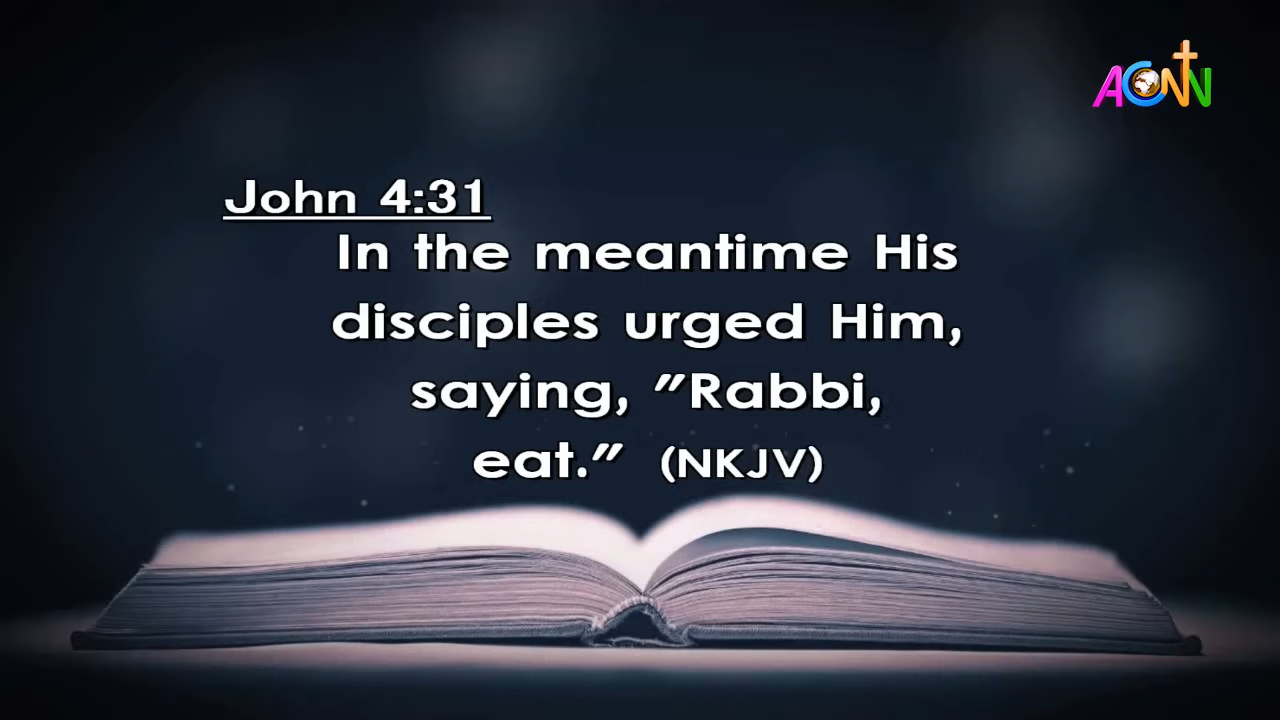 ACNN
John 4:31
In the meantime His
disciples urged Him,
saying, "Rabbi,
eat." (NKJV)